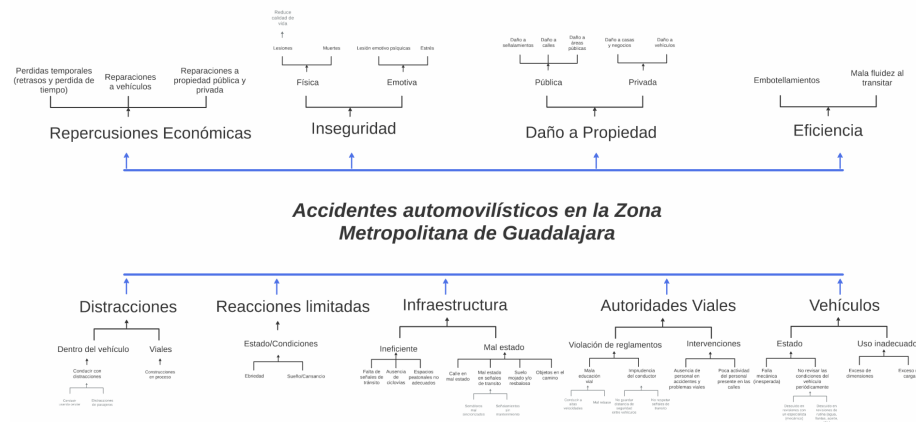 Reduce
calidad de
vida
Lesiones
Muertes
Lesión emotivo psíquicas
Estrés
Daño a
señalamientos
Daño a
calles
Daño a
áreas
públicas
Daño a casas
y negocios
Daño a
vehículos
Perdidas temporales
(retrasos y perdida de
tiempo)
Reparaciones
a vehículos
Reparaciones a
propiedad pública y
privada
Física
Emotiva
Pública
Privada
Embotellamientos
Mala fluidez al
transitar
Repercusiones Económicas
Inseguridad
Daño a Propiedad
Eficiencia
Accidentes automovilísticos en la Zona
Metropolitana de Guadalajara
Distracciones
Reacciones limitadas
Infraestructura
Autoridades Viales
Vehículos
Dentro del vehículo
Viales
Estado/Condiciones
Ineficiente
Mal estado
Violación de reglamentos
Intervenciones
Estado
Uso inadecuado
Conducir con
distracciones
Construcciones
en proceso
Ebriedad
Sueño/Cansancio
Falta de
señales de
tránsito
Ausencia
de
ciclovías
Espacios
peatonales no
adecuados
Calle en
mal estado
Mal estado
en señales
de transito
Suelo
mojado y/o
resbaloso
Objetos en el
camino
Mala
educación
vial
Imprudencia
del conductor
Ausencia de
personal en
accidentes y
problemas viales
Poca actividad
del personal
presente en las
calles
Falla
mecánica
(inesperada)
No revisar las
condiciones del
vehículo
periódicamente
Exceso de
dimensiones
Exceso de
carga